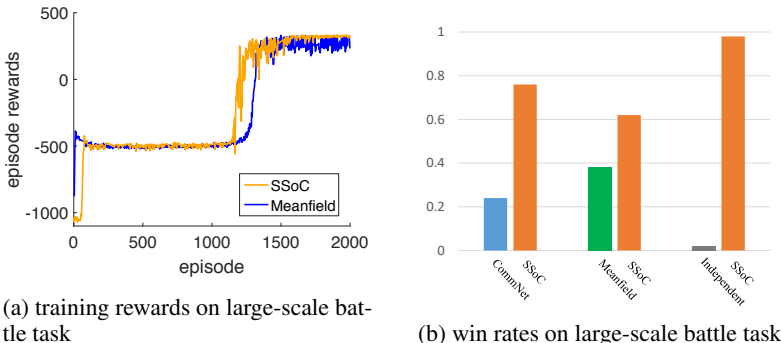 500
0
-500
-1000
episode rewards
SSoC
Meanfield
0
500
1000
1500
2000
episode
(a) training rewards on large-scale bat-
tle task
1
0.8
0.6
0.4
0.2
0
CommNet
SSoC
Meanfield
SSoC
Independent
SSoC
(b) win rates on large-scale battle task